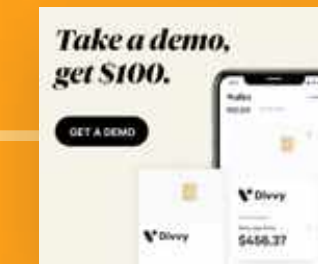 Take a demo,
get $100.
GET A DEMO
Divvy
Divvy
$456.37